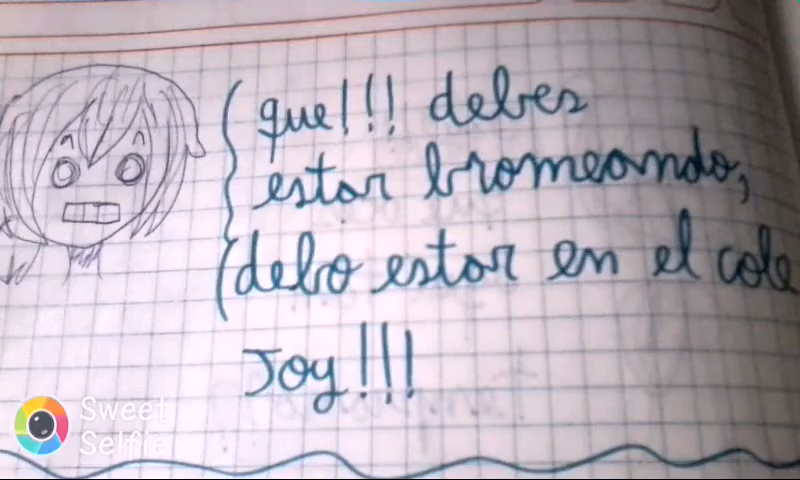 que!!! debes
estar bromeando,
debo estar en el cole
Joy!!!
Sweet
Selfie